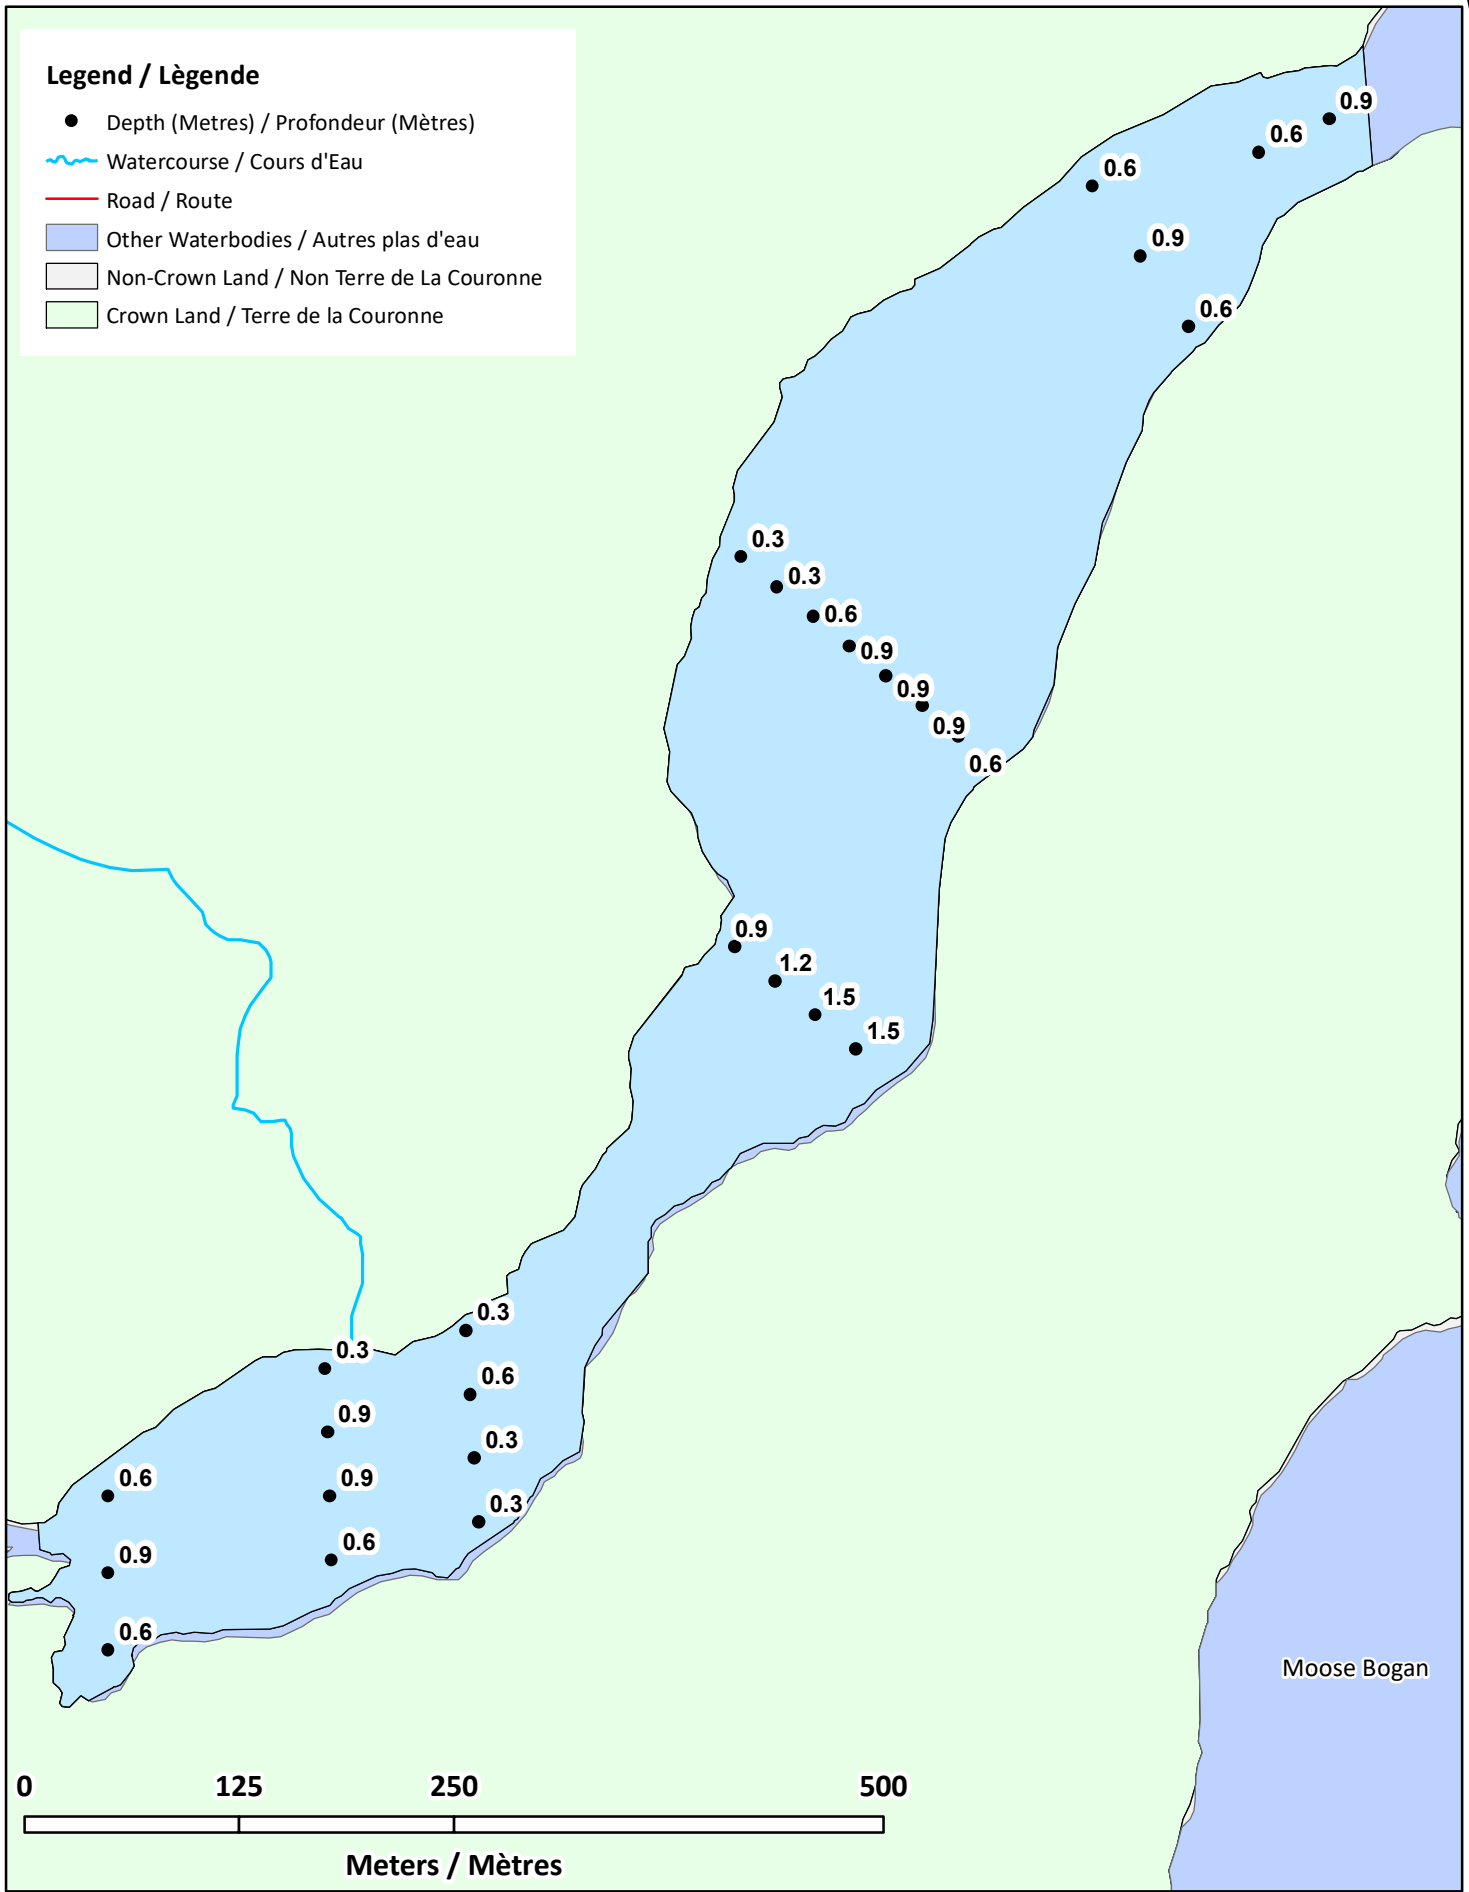 Legend / Lègende
Depth (Metres) / Profondeur (Mètres)
Watercourse / Cours d'Eau
Road / Route
Other Waterbodies / Autres plas d'eau
Non-Crown Land / Non Terre de La Couronne
Crown Land / Terre de la Couronne
0.9
0.6
0.6
0.9
0.6
0.3
0.3
0.6
0.9
0.9
0.9
0.6
0.9
1.2
1.5
1.5
0.3
0.3
0.6
0.9
0.3
0.6
0.9
0.3
0.6
0.9
0.6
Moose Bogan
0 125 250 500
Meters / Mètres